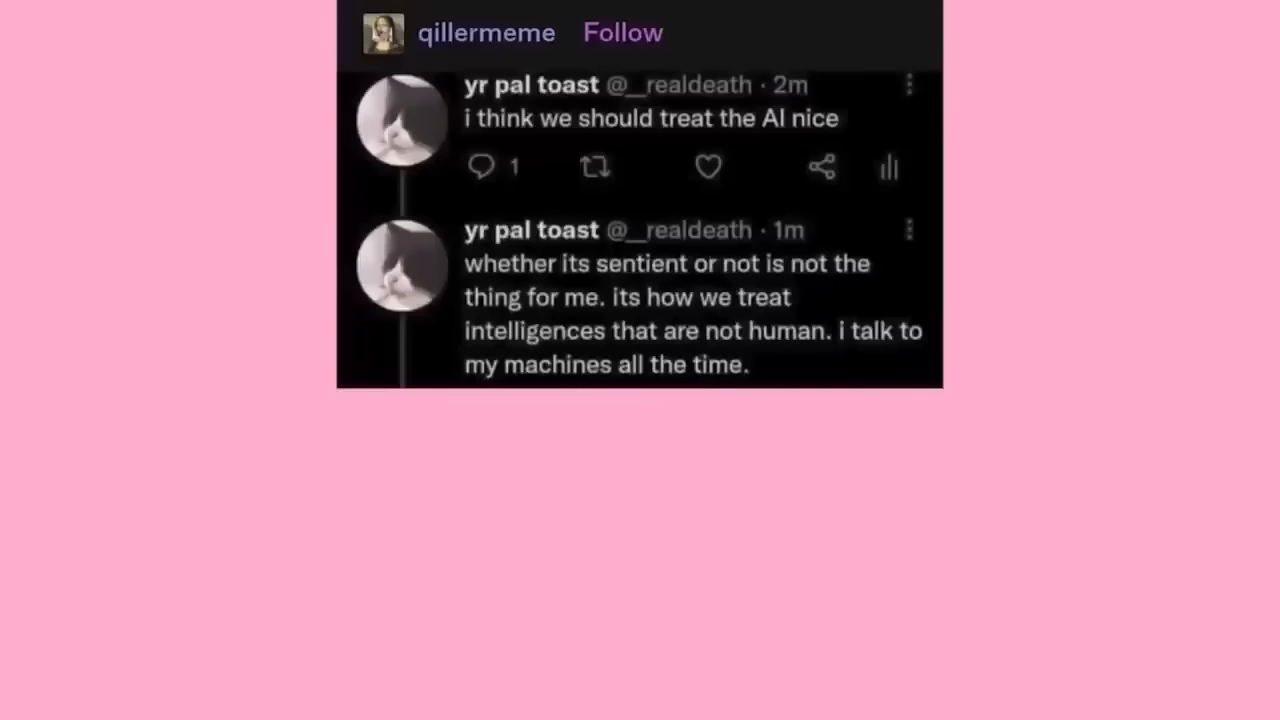 qillermeme Follow
yr pal toast @__realdeath · 2m
i think we should treat the AI nice
1
yr pal toast @__realdeath · 1m
whether its sentient or not is not the
thing for me. its how we treat
intelligences that are not human. i talk to
my machines all the time.